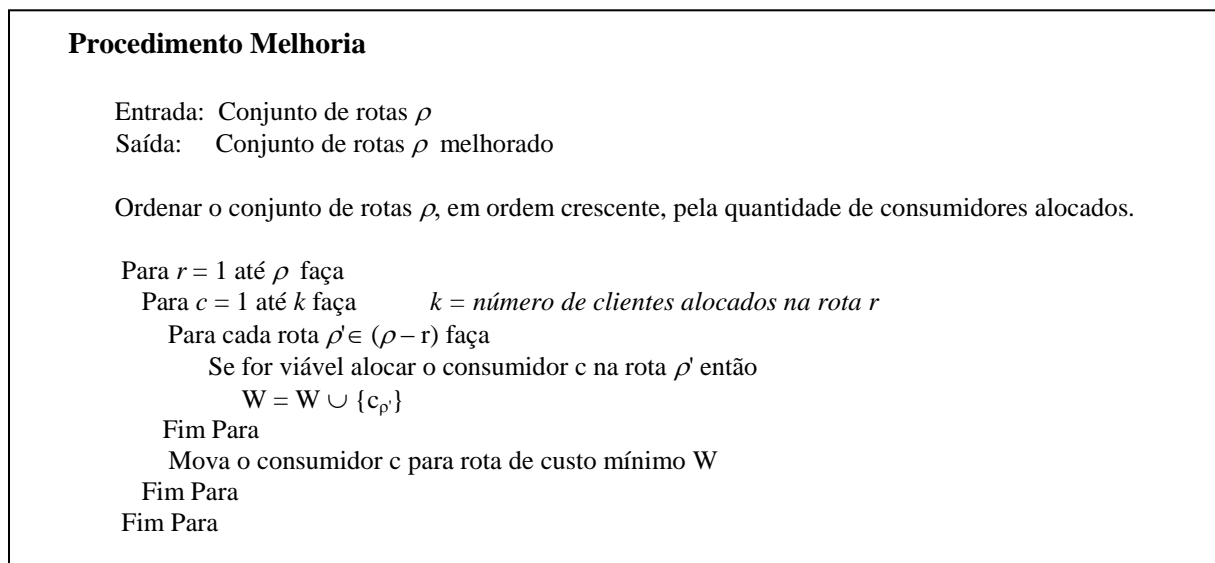 Procedimento Melhoria
Entrada: Conjunto de rotas ρ
Saída: Conjunto de rotas ρ melhorado
Ordenar o conjunto de rotas ρ, em ordem crescente, pela quantidade de consumidores alocados.
Para r = 1 até ρ faça
Para c = 1 até k faça k = número de clientes alocados na rota r
Para cada rota ρ'∈ (ρ – r) faça
Se for viável alocar o consumidor c na rota ρ' então
W = W ∪ {cρ'}
Fim Para
Mova o consumidor c para rota de custo mínimo W
Fim Para
Fim Para